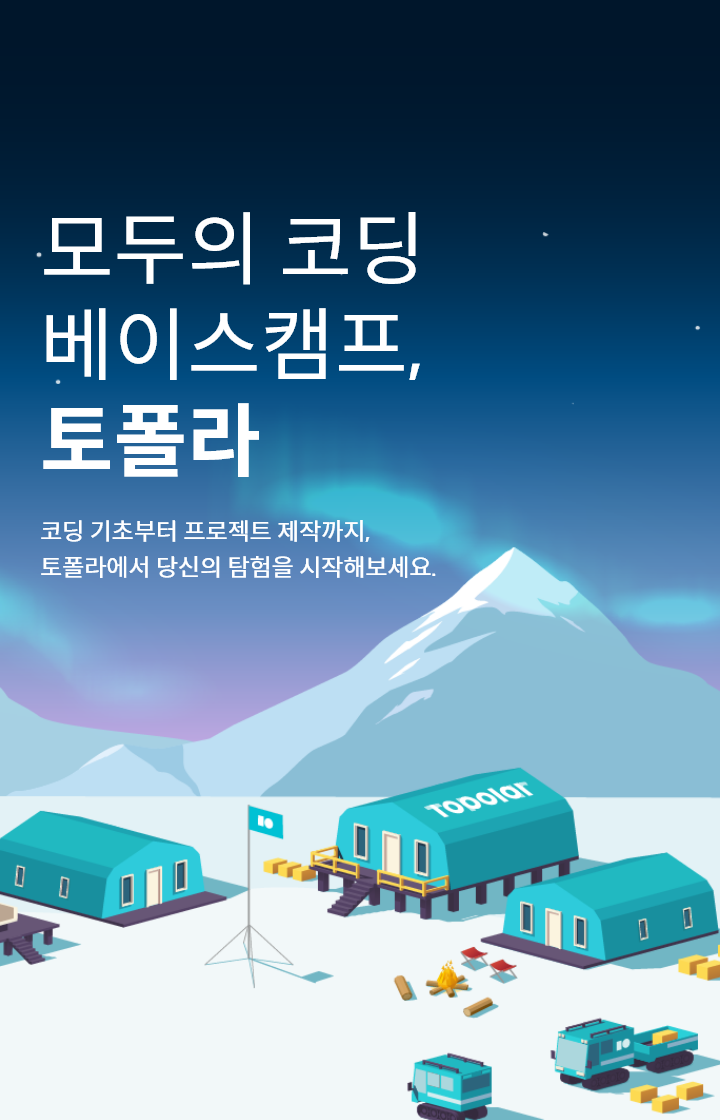 모두의 코딩
베이스캠프,
토폴라
코딩 기초부터 프로젝트 제작까지,
토폴라에서 당신의 탐험을 시작해보세요.
Topolar